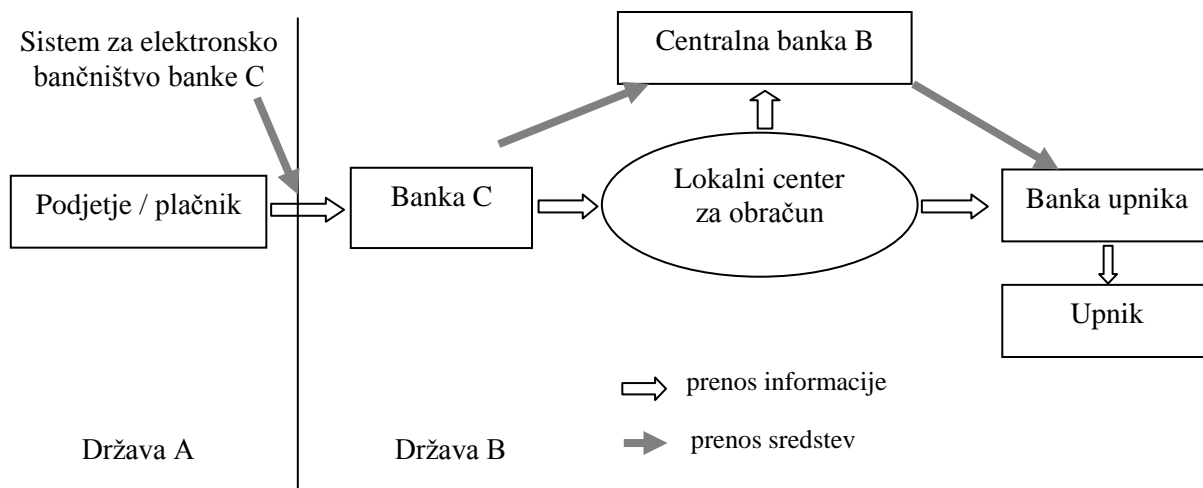 Sistem za elektronsko
bančništvo banke C
Centralna banka B
Podjetje / plačnik
Banka C
Lokalni center
za obračun
Banka upnika
Upnik
prenos informacije
prenos sredstev
Država A
Država B